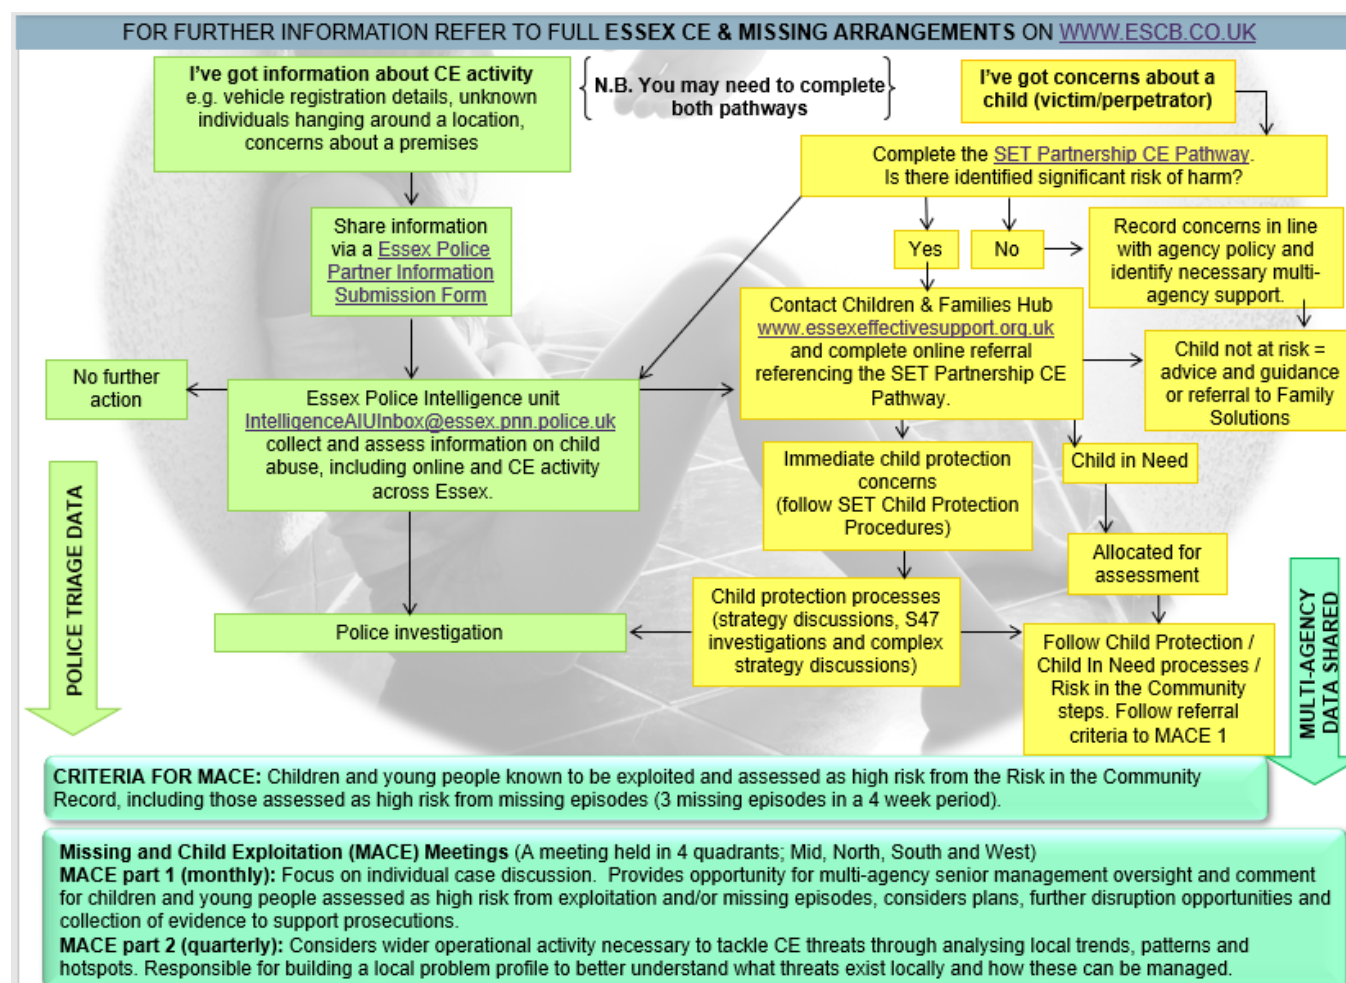 FOR FURTHER INFORMATION REFER TO FULL ESSEX CE & MISSING ARRANGEMENTS ON WWW.ESCB.CO.UK
I've got information about CE activity
e.g. vehicle registration details, unknown
individuals hanging around a location,
concerns about a premises
N.B. You may need to complete
both pathways
I've got concerns about a
child (victim/perpetrator)
Complete the SET Partnership CE Pathway.
Is there identified significant risk of harm?
Share information
via a Essex Police
Partner Information
Submission Form
Yes
No
Record concerns in line
with agency policy and
identify necessary multi-
agency support.
Contact Children & Families Hub
www.essexeffectivesupport.org.uk
and complete online referral
referencing the SET Partnership CE
Pathway.
Child not at risk =
advice and guidance
or referral to Family
Solutions
No further
action
Essex Police Intelligence unit
IntelligenceAIUInbox@essex.pnn.police.uk
collect and assess information on child
abuse, including online and CE activity
across Essex.
Immediate child protection
concerns
(follow SET Child Protection
Procedures)
Child in Need
Allocated for
assessment
POLICE TRIAGE DATA
Police investigation
Child protection processes
(strategy discussions, S47
investigations and complex
strategy discussions)
Follow Child Protection /
Child In Need processes /
Risk in the Community
steps. Follow referral
criteria to MACE 1
MULTI-AGENCY
DATA SHARED
CRITERIA FOR MACE: Children and young people known to be exploited and assessed as high risk from the Risk in the Community
Record, including those assessed as high risk from missing episodes (3 missing episodes in a 4 week period).
Missing and Child Exploitation (MACE) Meetings (A meeting held in 4 quadrants; Mid, North, South and West)
MACE part 1 (monthly): Focus on individual case discussion. Provides opportunity for multi-agency senior management oversight and comment
for children and young people assessed as high risk from exploitation and/or missing episodes, considers plans, further disruption opportunities and
collection of evidence to support prosecutions.
MACE part 2 (quarterly): Considers wider operational activity necessary to tackle CE threats through analysing local trends, patterns and
hotspots. Responsible for building a local problem profile to better understand what threats exist locally and how these can be managed.